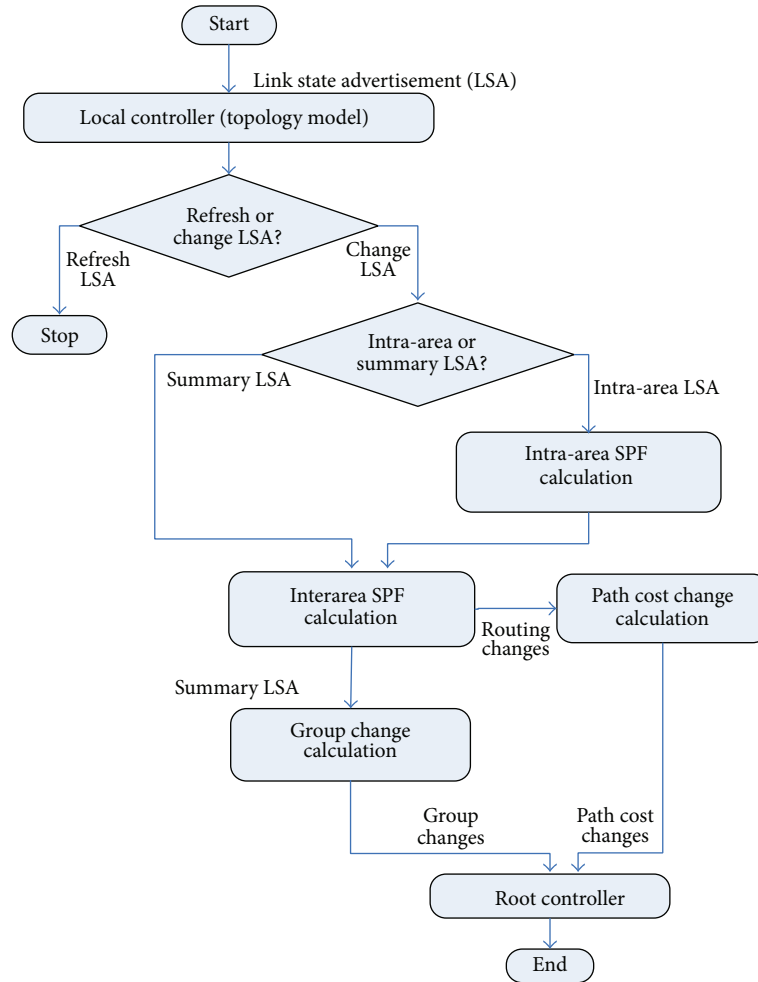 Start
Link state advertisement (LSA)
Local controller (topology model)
Refresh or
change LSA?
Refresh
LSA
Change
LSA
Stop
Intra-area or
summary LSA?
Summary LSA
Intra-area LSA
Intra-area SPF
calculation
Interarea SPF
calculation
Path cost change
calculation
Routing
changes
Summary LSA
Group change
calculation
Group
changes
Path cost
changes
Root controller
End